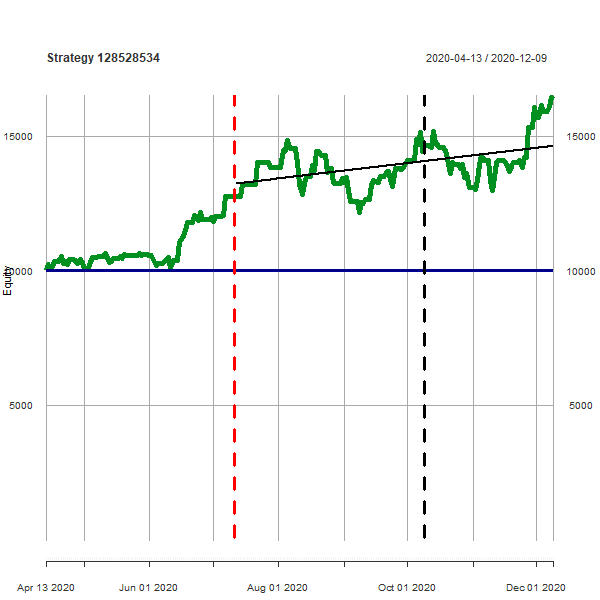 Strategy 128528534
2020-04-13 / 2020-12-09
15000
15000
10000
10000
Equity
5000
5000
Apr 13 2020
Jun 01 2020
Aug 01 2020
Oct 01 2020
Dec 01 2020